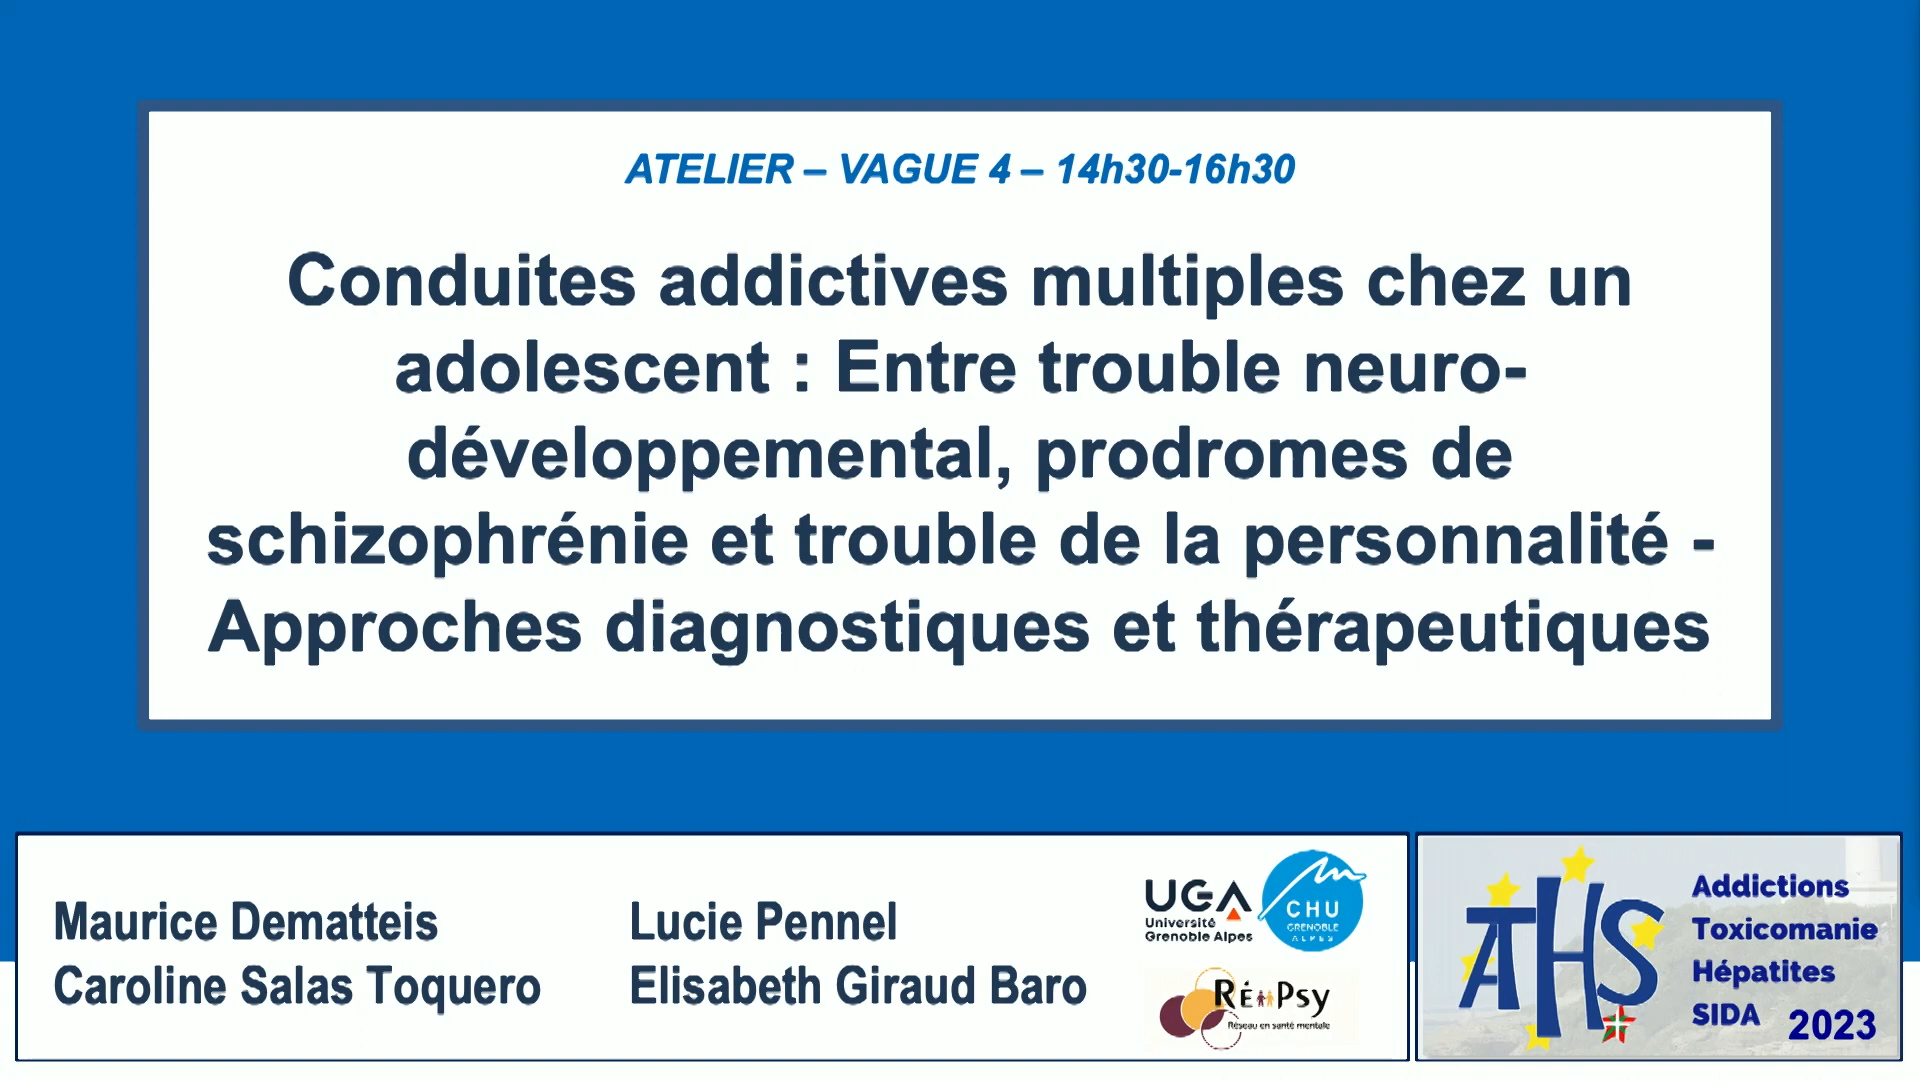 ATELIER – VAGUE 4 – 14h30-16h30
Conduites addictives multiples chez un
adolescent : Entre trouble neuro-
développemental, prodromes de
schizophrénie et trouble de la personnalité -
Approches diagnostiques et thérapeutiques
Maurice Dematteis
Caroline Salas Toquero
Lucie Pennel
Elisabeth Giraud Baro
UGA
Université
Grenoble Alpes
CHU
GRENOBLE
ALPES
RéPsy
Réseau en santé mentale
ATHS
Addictions
Toxicomanie
Hépatites
SIDA
2023